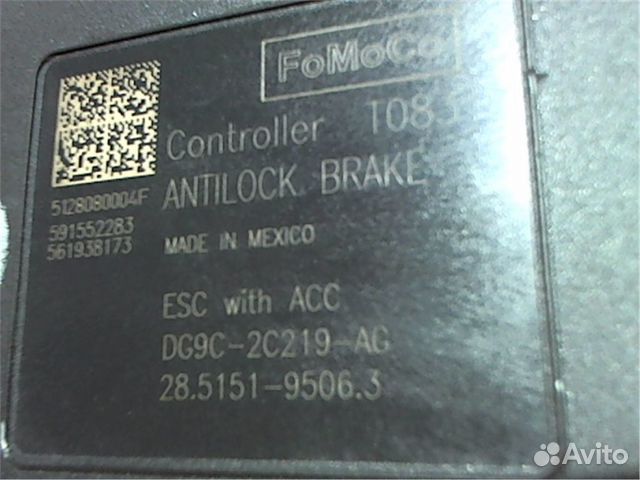 FoMoCo
Controller 1083
ANTILOCK BRAKE
5128080004F
591552283
561938173
MADE IN MEXICO
ESC with ACC
DG9C-2C219-AG
28.5151-9506.3
Avito